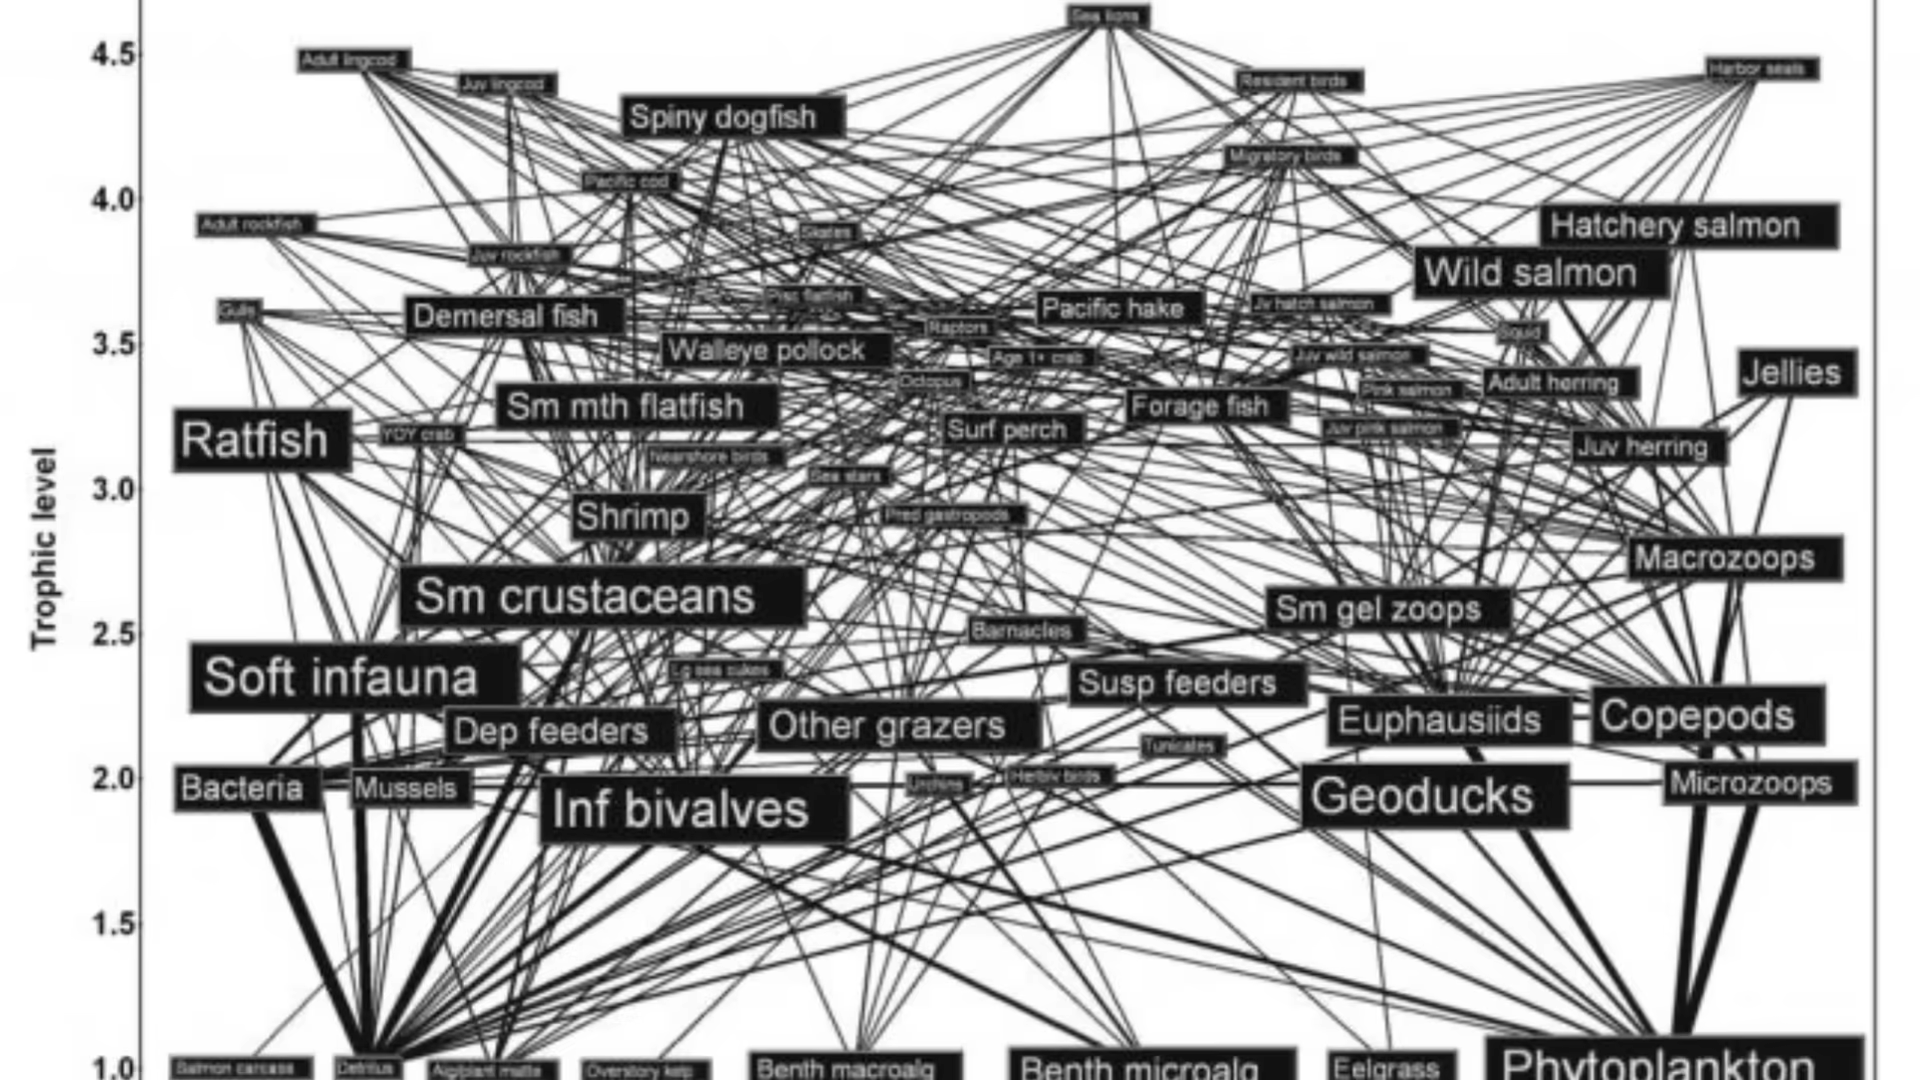 Sea lions
4.5
Adult lingcod
Harbor seals
Juv lingcod
Resident birds
Spiny dogfish
Migratory birds
Pacific cod
4.0
Adult rockfish
Hatchery salmon
Skates
Juv rockfish
Wild salmon
Pisc flatfish
Jv hatch salmon
Gulls
Pacific hake
Demersal fish
Raptors
Squid
3.5
Walleye pollock
Age 1+ crab
Juv wild salmon
Jellies
Octopus
Adult herring
Pink salmon
Sm mth flatfish
Forage fish
Surf perch
Juv pink salmon
Ratfish
YOY crab
Juv herring
Nearshore birds
Sea stars
3.0
Shrimp
Pred gastropods
Trophic level
Macrozoops
Sm crustaceans
Sm gel zoops
2.5
Barnacles
Lg sea cukes
Soft infauna
Susp feeders
Copepods
Euphausiids
Other grazers
Dep feeders
Tunicates
2.0
Herbiv birds
Microzoops
Urchins
Bacteria
Mussels
Geoducks
Inf bivalves
1.5
1.0
Salmon carcass
Detritus
Alg/plant matte
Overstory kelp
Benth macroalg
Benth microalg
Eelgrass
Phytoplankton